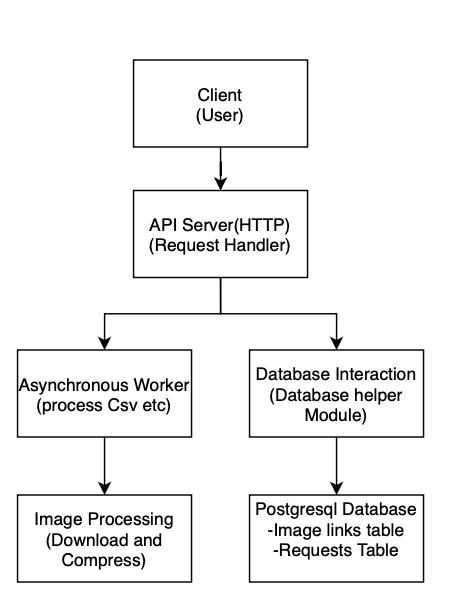 Client
(User)
API Server(HTTP)
(Request Handler)
Asynchronous Worker
(process Csv etc)
Database Interaction
(Database helper
Module)
Image Processing
(Download and
Compress)
Postgresql Database
-Image links table
-Requests Table